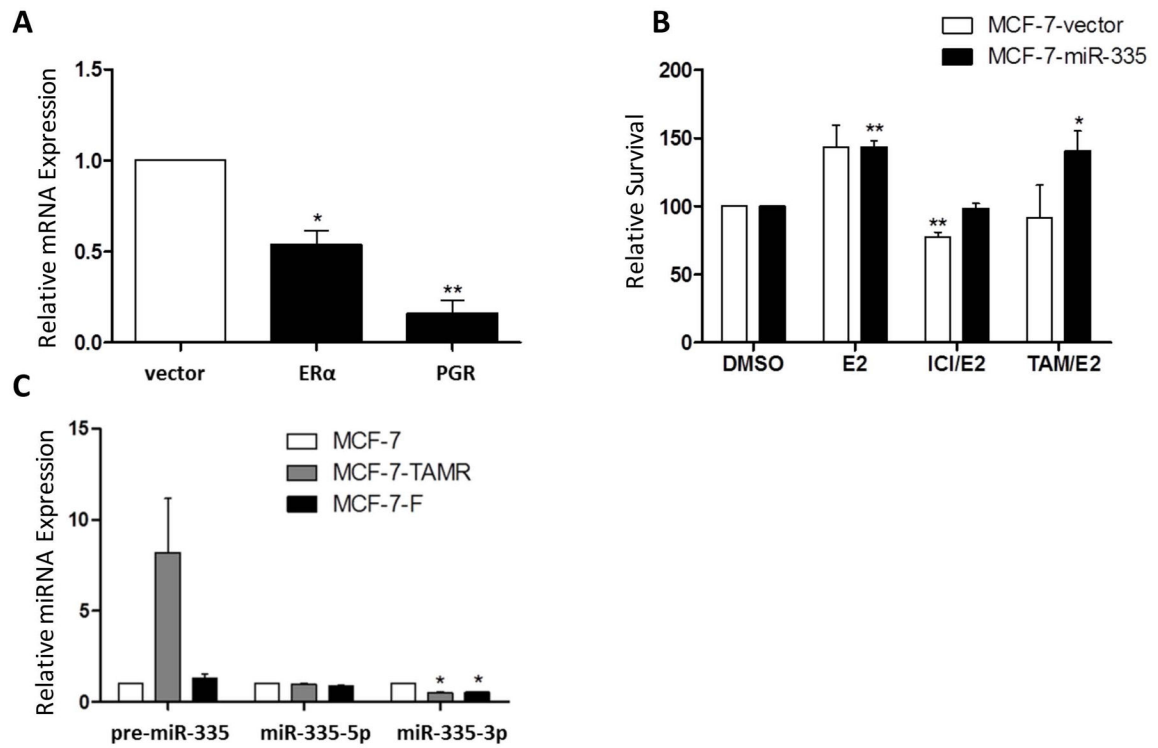 A
Relative mRNA Expression
1.5
1.0
0.5
0.0
*
**
vector ERα PGR
B
MCF-7-vector
MCF-7-miR-335
Relative Survival
200
150
100
50
0
**
**
*
DMSO E2 ICI/E2 TAM/E2
C
Relative miRNA Expression
15
10
5
0
MCF-7
MCF-7-TAMR
MCF-7-F
* *
pre-miR-335 miR-335-5p miR-335-3p